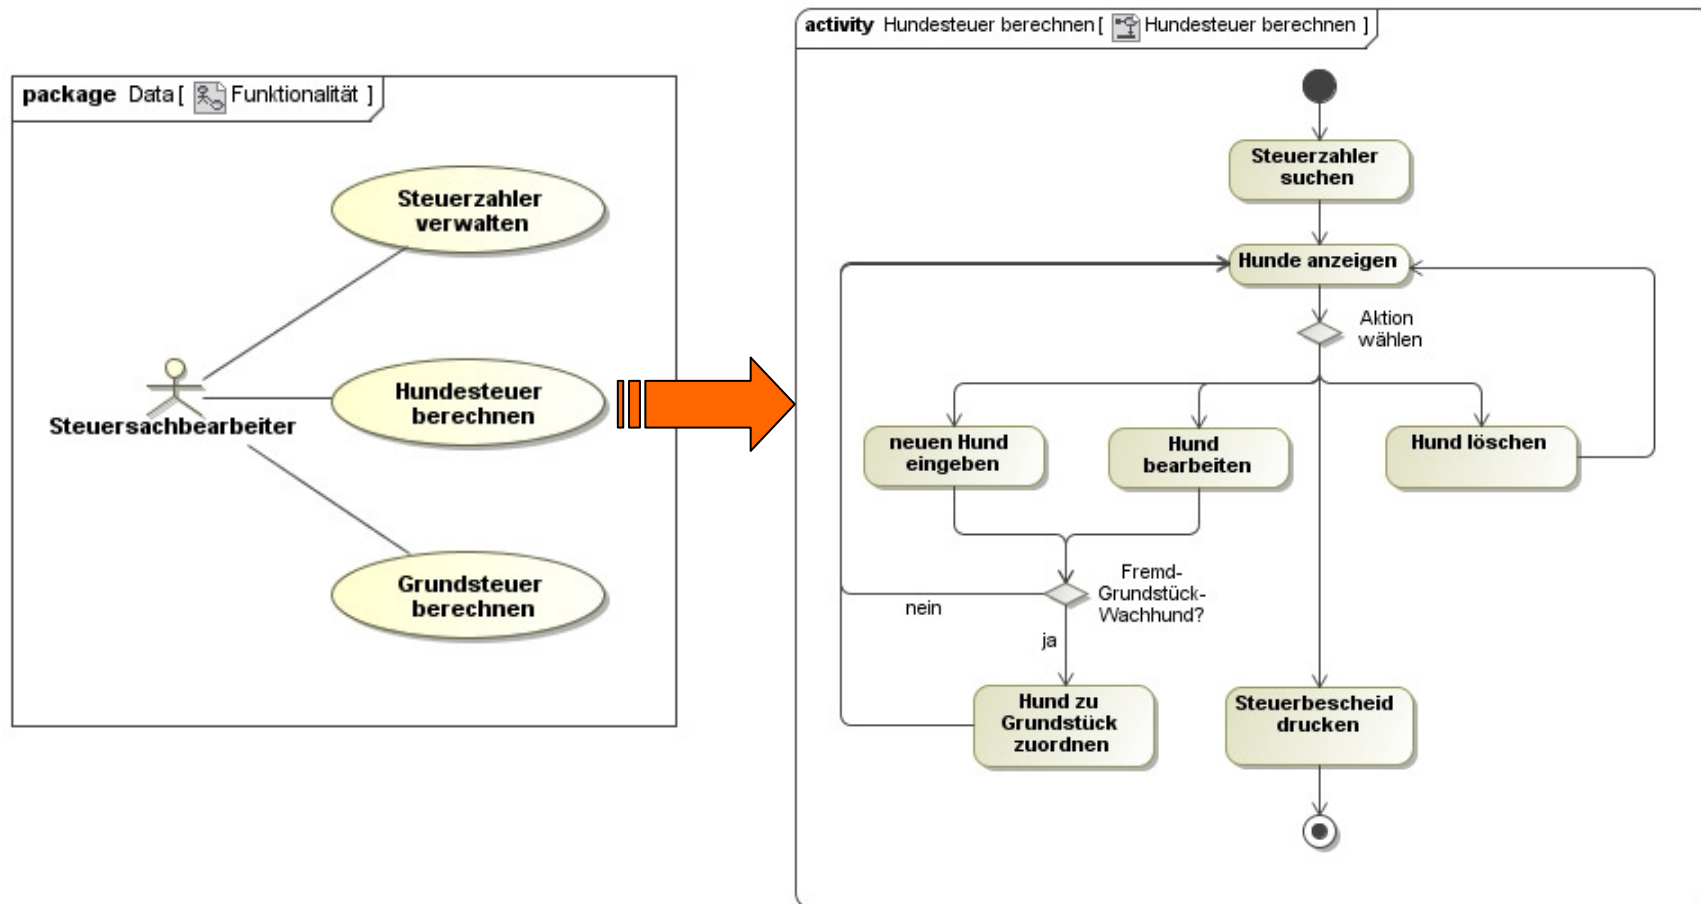 package Data [ Funktionalität ]
Steuerzahler
verwalten
Hundesteuer
berechnen
Steuersachbearbeiter
Grundsteuer
berechnen
activity Hundesteuer berechnen [ Hundesteuer berechnen ]
Steuerzahler
suchen
Hunde anzeigen
Aktion
wählen
neuen Hund
eingeben
Hund
bearbeiten
Hund löschen
Fremd-
Grundstück-
Wachhund?
nein
ja
Hund zu
Grundstück
zuordnen
Steuerbescheid
drucken